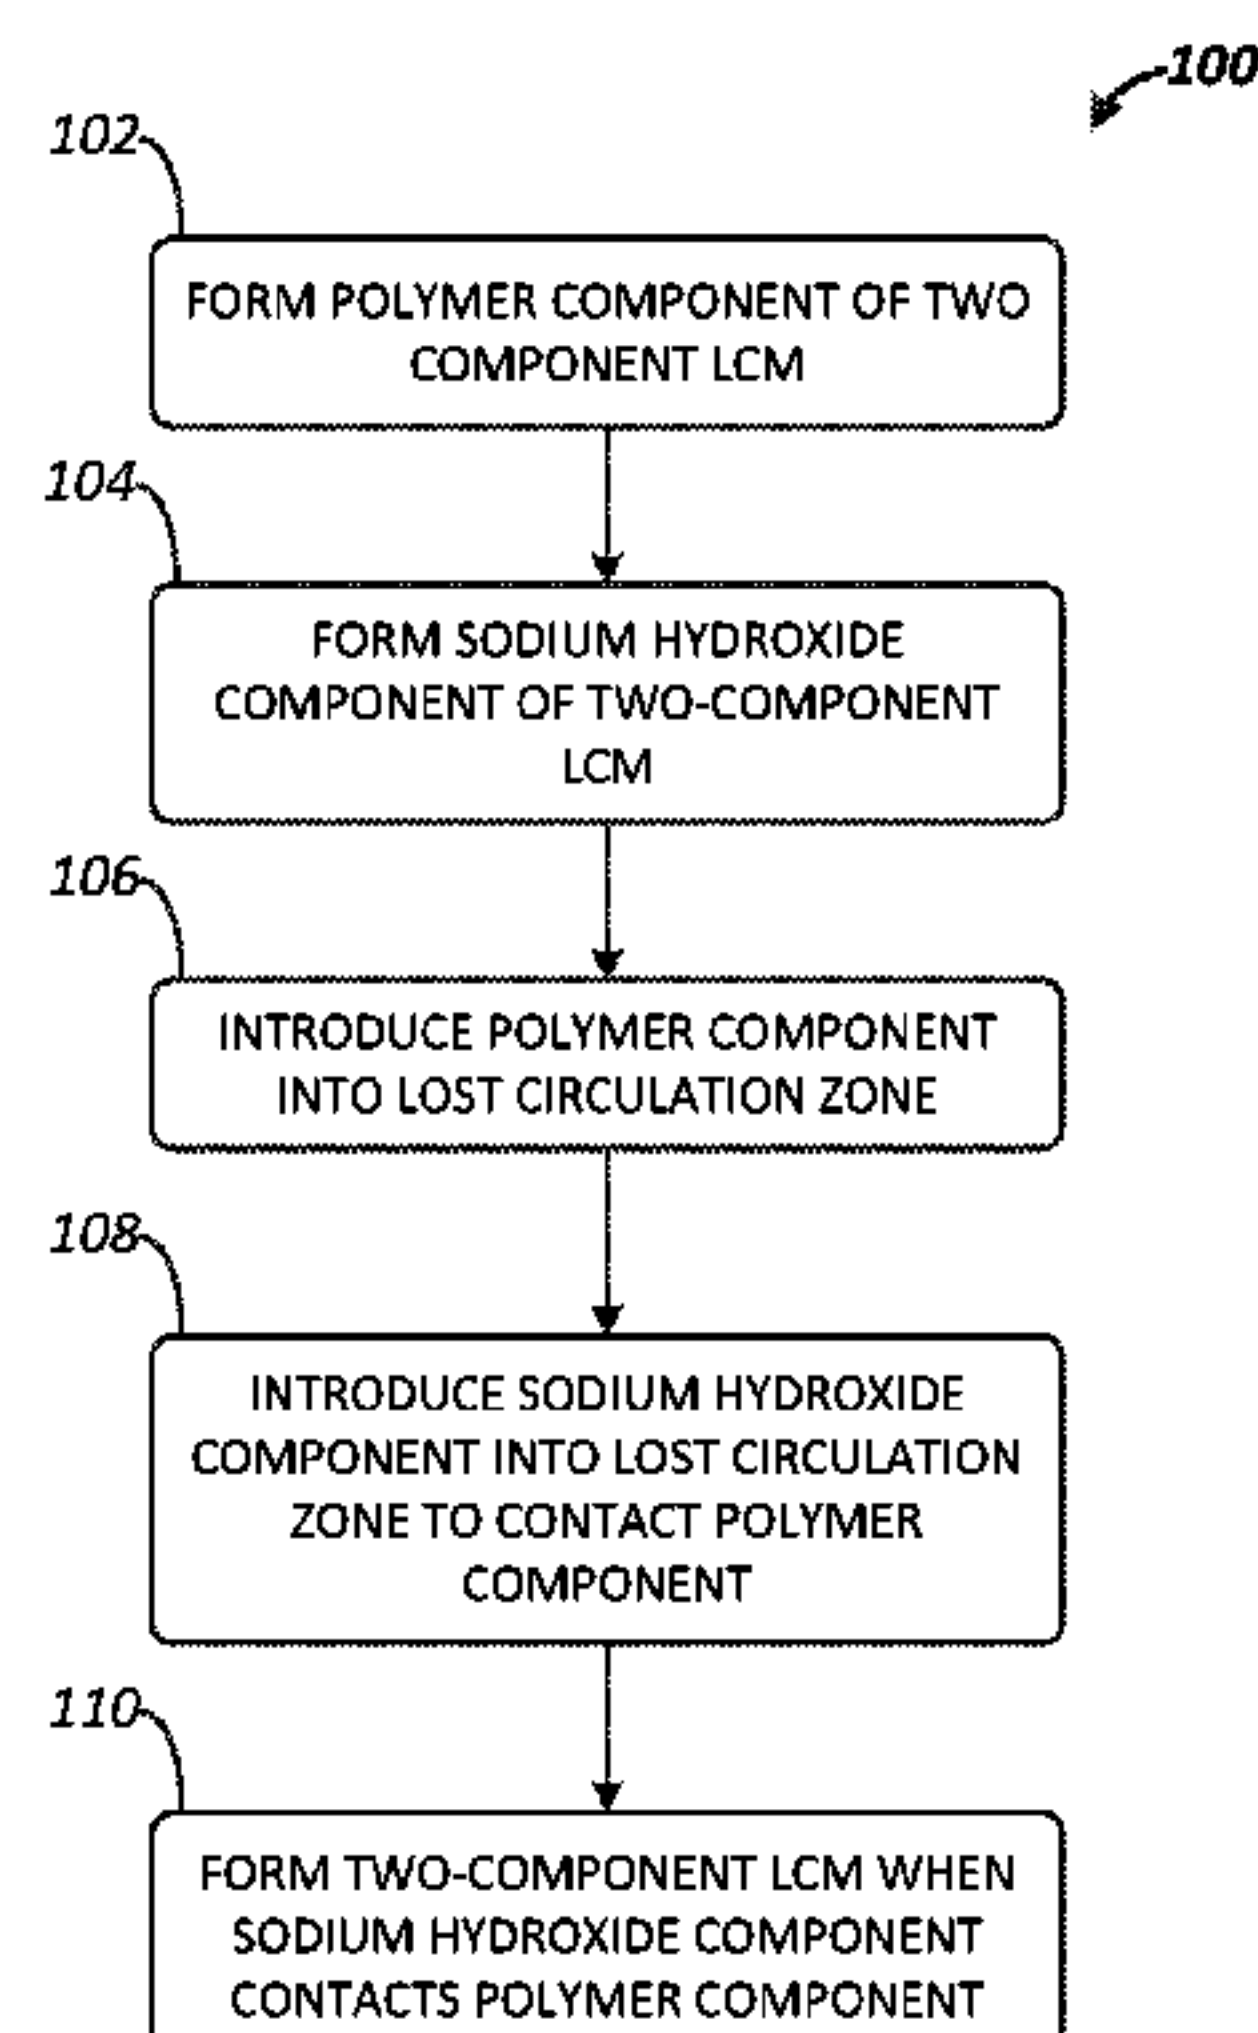 100
102
FORM POLYMER COMPONENT OF TWO
COMPONENT LCM
104
FORM SODIUM HYDROXIDE
COMPONENT OF TWO-COMPONENT
LCM
106
INTRODUCE POLYMER COMPONENT
INTO LOST CIRCULATION ZONE
108
INTRODUCE SODIUM HYDROXIDE
COMPONENT INTO LOST CIRCULATION
ZONE TO CONTACT POLYMER
COMPONENT
110
FORM TWO-COMPONENT LCM WHEN
SODIUM HYDROXIDE COMPONENT
CONTACTS POLYMER COMPONENT